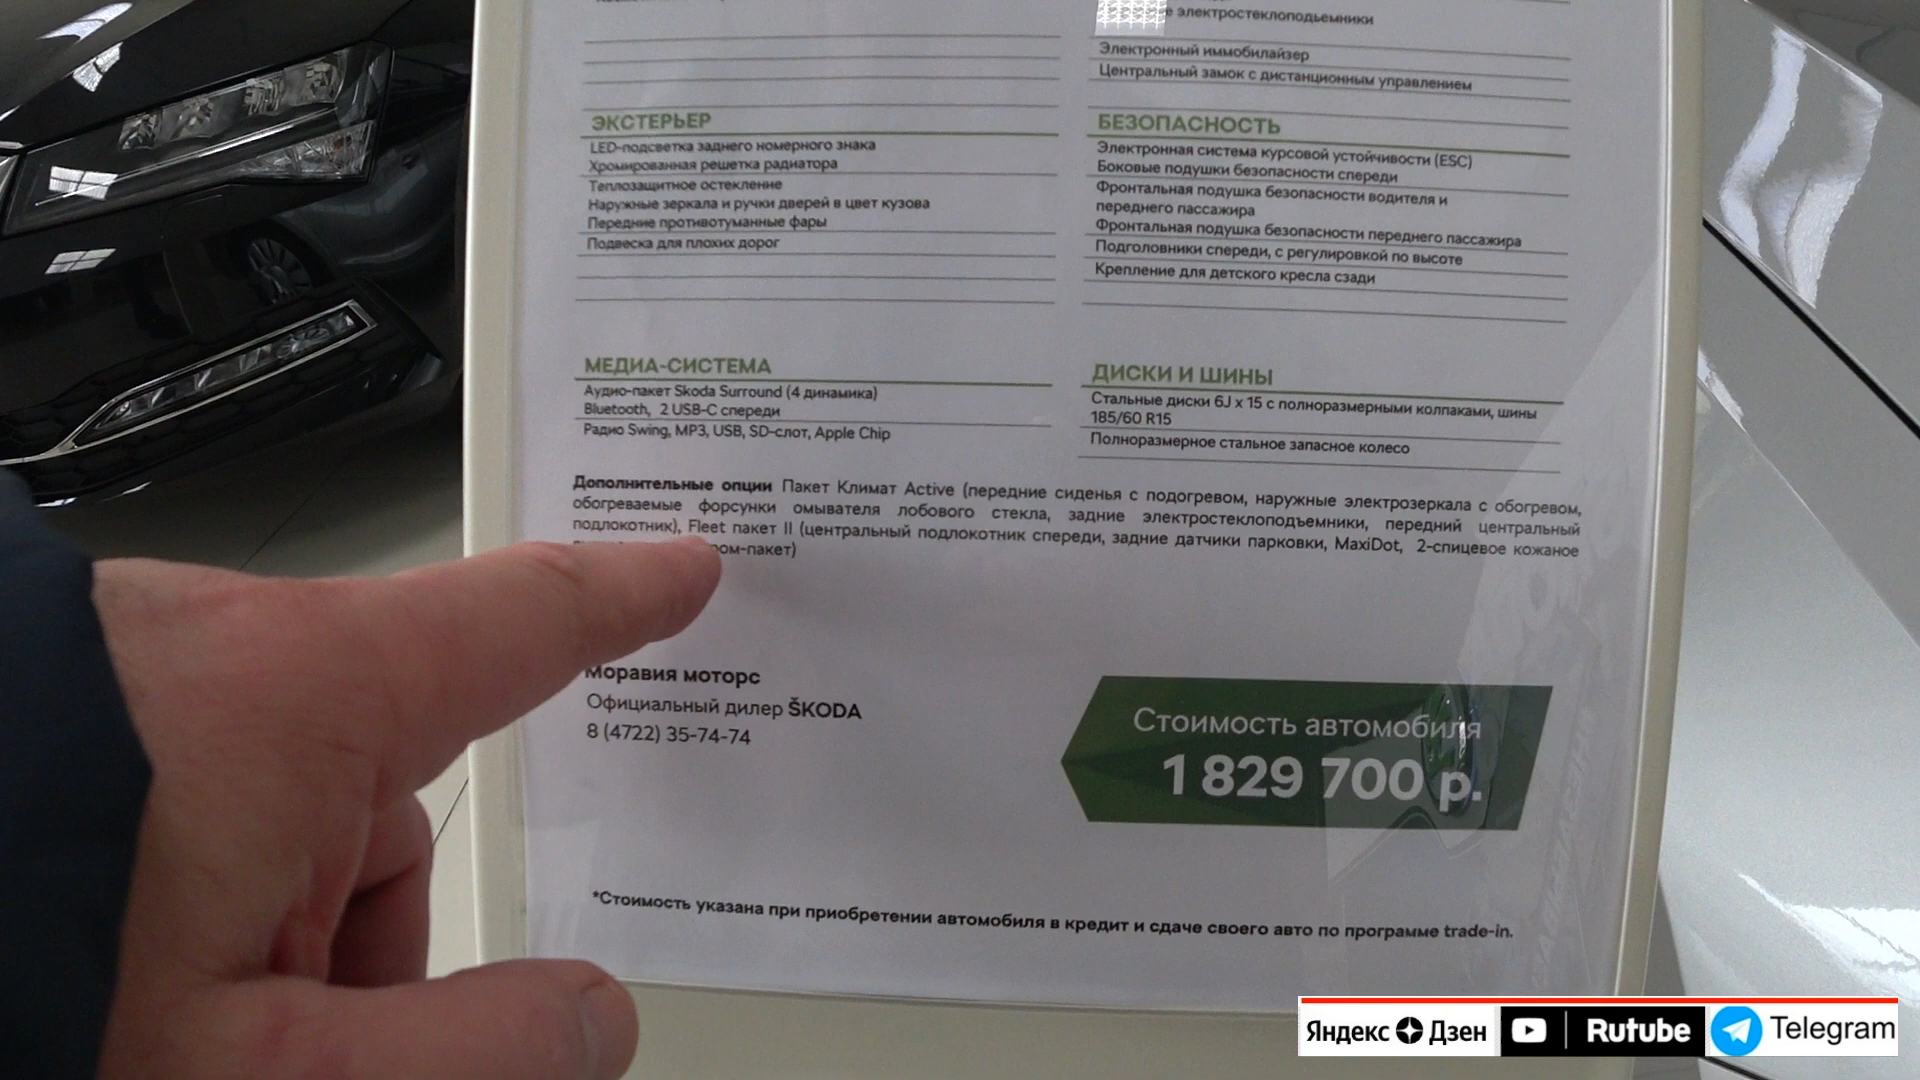 электростеклоподъемники
Электронный иммобилайзер
Центральный замок с дистанционным управлением
ЭКСТЕРЬЕР
LED-подсветка заднего номерного знака
Хромированная решетка радиатора
Теплозащитное остекление
Наружные зеркала и ручки дверей в цвет кузова
Передние противотуманные фары
Подвеска для плохих дорог
БЕЗОПАСНОСТЬ
Электронная система курсовой устойчивости (ESC)
Боковые подушки безопасности спереди
Фронтальная подушка безопасности водителя и
переднего пассажира
Фронтальная подушка безопасности переднего пассажира
Подголовники спереди, с регулировкой по высоте
Крепление для детского кресла сзади
МЕДИА-СИСТЕМА
Аудио-пакет Skoda Surround (4 динамика)
Bluetooth, 2 USB-C спереди
Радио Swing, MP3, USB, SD-слот, Apple Chip
ДИСКИ И ШИНЫ
Стальные диски 6J x 15 с полноразмерными колпаками, шины
185/60 R15
Полноразмерное стальное запасное колесо
Дополнительные опции Пакет Климат Active (передние сиденья с подогревом, наружные электрозеркала с обогревом,
обогреваемые форсунки омывателя лобового стекла, задние электростеклоподъемники, передний центральный
подлокотник), Fleet пакет II (центральный подлокотник спереди, задние датчики парковки, MaxiDot, 2-спицевое кожаное
ром-пакет)
Моравия моторс
Официальный дилер ŠKODA
8 (4722) 35-74-74
Стоимость автомобиля
1 829 700 р.
*Стоимость указана при приобретении автомобиля в кредит и сдаче своего авто по программе trade-in.
Яндекс Дзен Rutube Telegram